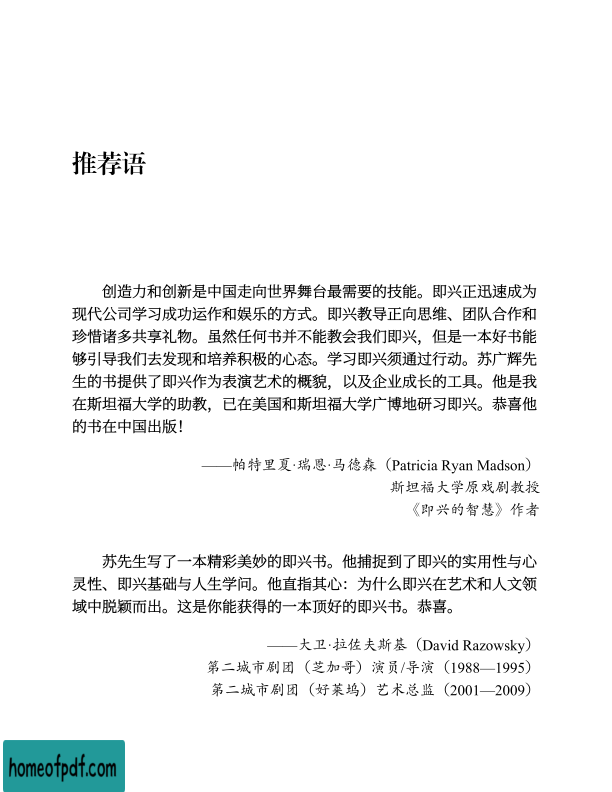 推荐语
创造力和创新是中国走向世界舞台最需要的技能。即兴正迅速成为
现代公司学习成功运作和娱乐的方式。即兴教导正向思维、团队合作和
珍惜诸多共享礼物。虽然任何书并不能教会我们即兴，但是一本好书能
够引导我们去发现和培养积极的心态。学习即兴须通过行动。苏广辉先
生的书提供了即兴作为表演艺术的概貌，以及企业成长的工具。他是我
在斯坦福大学的助教，已在美国和斯坦福大学广博地研习即兴。恭喜他
的书在中国出版！
——帕特里夏·瑞恩·马德森（Patricia Ryan Madson）
斯坦福大学原戏剧教授
《即兴的智慧》作者
苏先生写了一本精彩美妙的即兴书。他捕捉到了即兴的实用性与心
灵性、即兴基础与人生学问。他直指其心：为什么即兴在艺术和人文领
域中脱颖而出。这是你能获得的一本顶好的即兴书。恭喜。
——大卫·拉佐夫斯基（David Razowsky）
第二城市剧团（芝加哥）演员/导演（1988—1995）
第二城市剧团（好莱坞）艺术总监（2001—2009）
homeofpdf.com